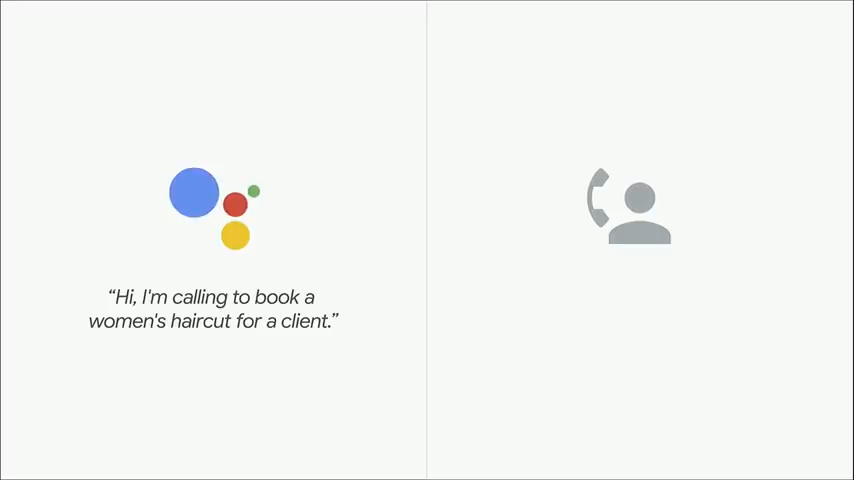 “Hi, I'm calling to book a
women's haircut for a client.”